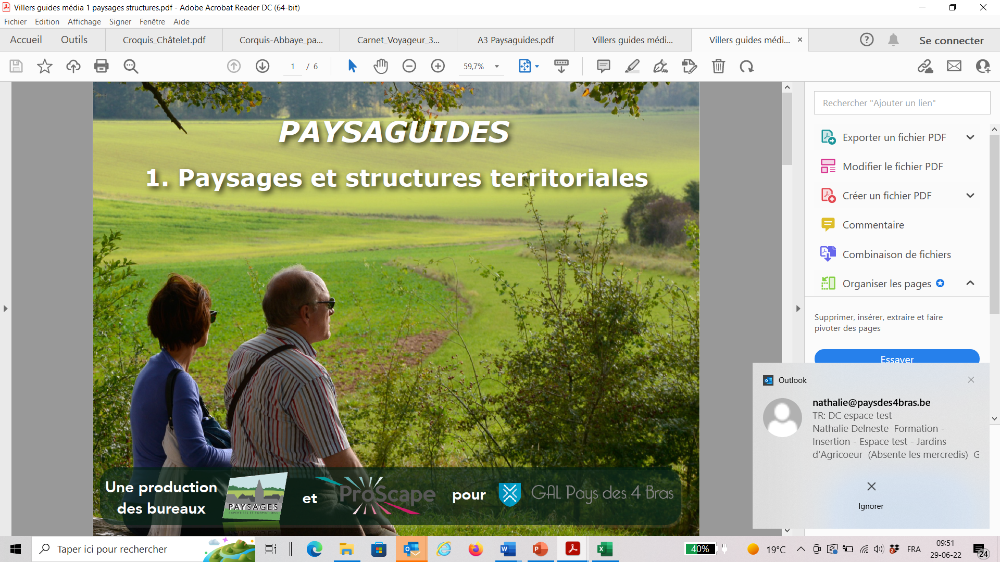 Villers guides média 1 paysages structures.pdf - Adobe Acrobat Reader DC (64-bit)
Fichier Edition Affichage Signer Fenêtre Aide
Accueil Outils Croquis_Châtelet.pdf Corquis-Abbaye_pa... Carnet_Voyageur_3... A3 Paysaguides.pdf Villers guides médi... Villers guides médi... Se connecter
1 / 6 59,7%
PAYSAGUIDES
1. Paysages et structures territoriales
Une production
des bureaux
PAYSAGES
EXPERTISES ET FORMATIONS
et
ProScape
pour
GAL Pays des 4 Bras
Rechercher "Ajouter un lien"
Exporter un fichier PDF
Modifier le fichier PDF
Créer un fichier PDF
Commentaire
Combinaison de fichiers
Organiser les pages
Supprimer, insérer, extraire et faire
pivoter des pages
Essayer
Outlook
nathalie@paysdes4bras.be
TR: DC espace test
Nathalie Delneste Formation -
Insertion - Espace test - Jardins
d'Agricoeur (Absente les mercredis) G
Ignorer
Taper ici pour rechercher
40%
19°C
2
FRA
09:51
29-06-22
24